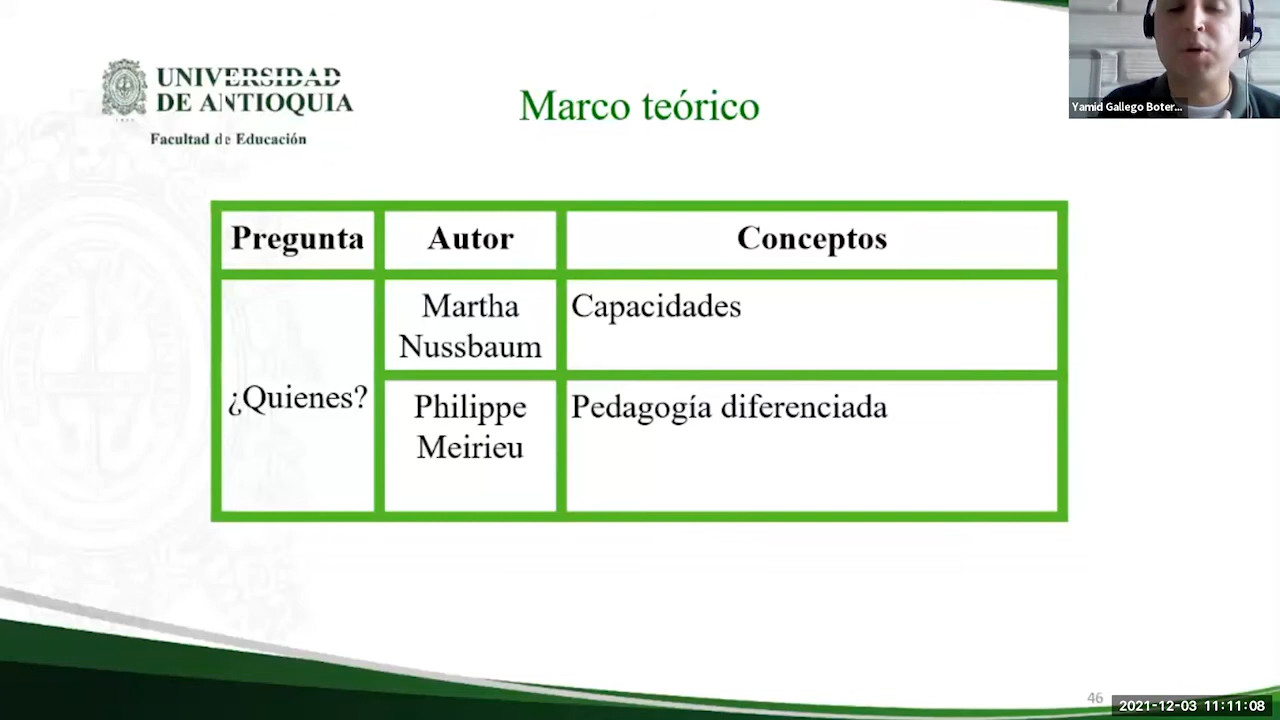 UNIVERSIDAD
DE ANTIOQUIA
Facultad de Educación
Marco teórico
Yamid Gallego Boter...
Pregunta
Autor
Conceptos
¿Quienes?
Martha
Nussbaum
Capacidades
Philippe
Meirieu
Pedagogía diferenciada
46
2021-12-03 11:11:08